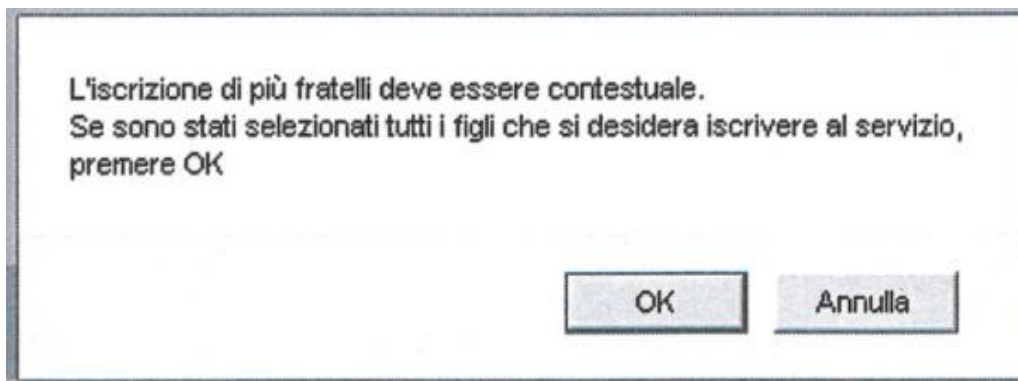 L'iscrizione di più fratelli deve essere contestuale.
Se sono stati selezionati tutti i figli che si desidera iscrivere al servizio,
premere OK
OK
Annulla